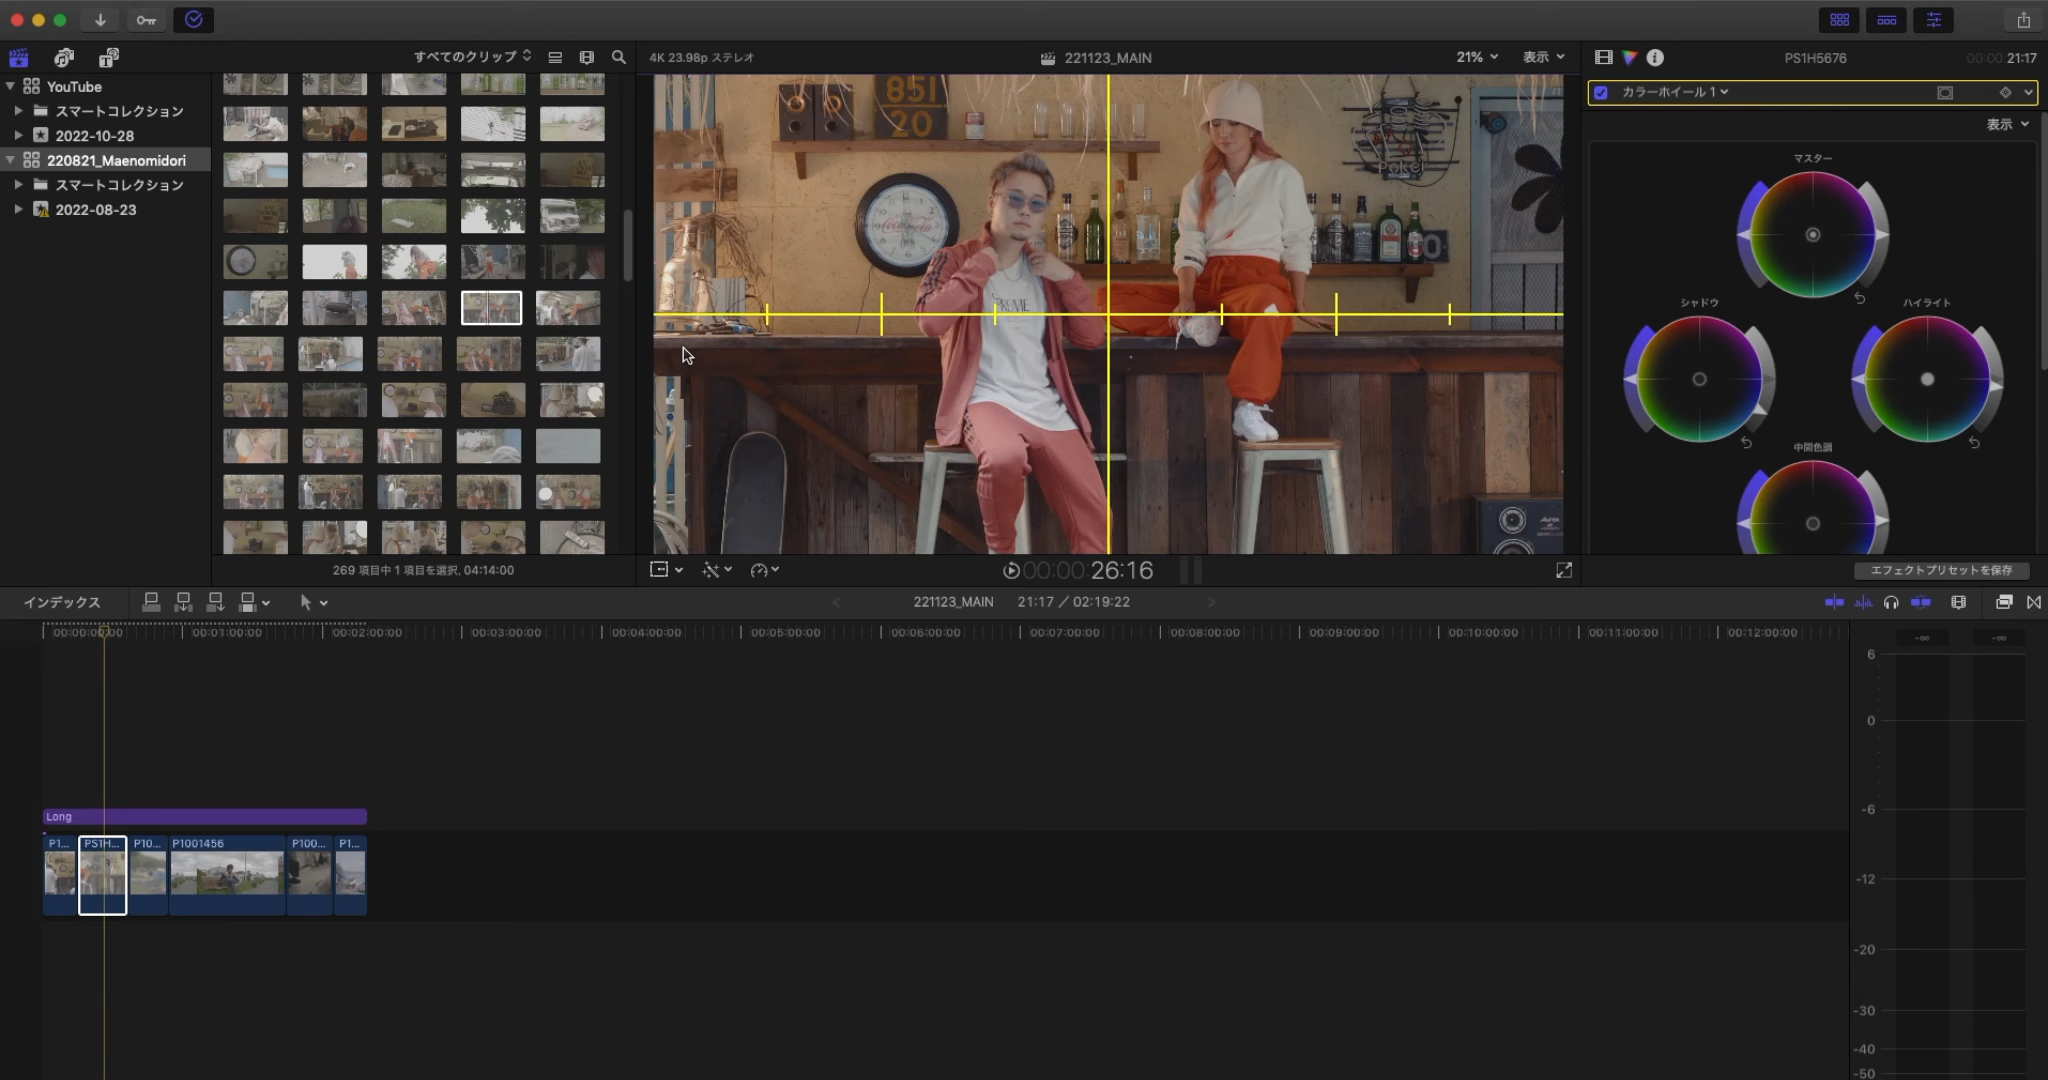 すべてのクリップ
4K 23.98p ステレオ
221123_MAIN
21%
表示
PS1H5676
00:00:21:17
YouTube
スマートコレクション
2022-10-28
220821_Maenomidori
スマートコレクション
2022-08-23
カラーホイール 1
表示
マスター
シャドウ
ハイライト
中間色調
851
20
Coca-Cola
Poker
269 項目中 1 項目を選択, 04:14:00
00:00:26:16
エフェクトプリセットを保存
インデックス
221123_MAIN
21:17 / 02:19:22
00:00:00:00
00:01:00:00
00:02:00:00
00:03:00:00
00:04:00:00
00:05:00:00
00:06:00:00
00:07:00:00
00:08:00:00
00:09:00:00
00:10:00:00
00:11:00:00
00:12:00:00
-∞
-∞
6
0
-6
-12
-20
-30
-40
-50
Long
P1...
PS1H...
P10...
P1001456
P100...
P1...